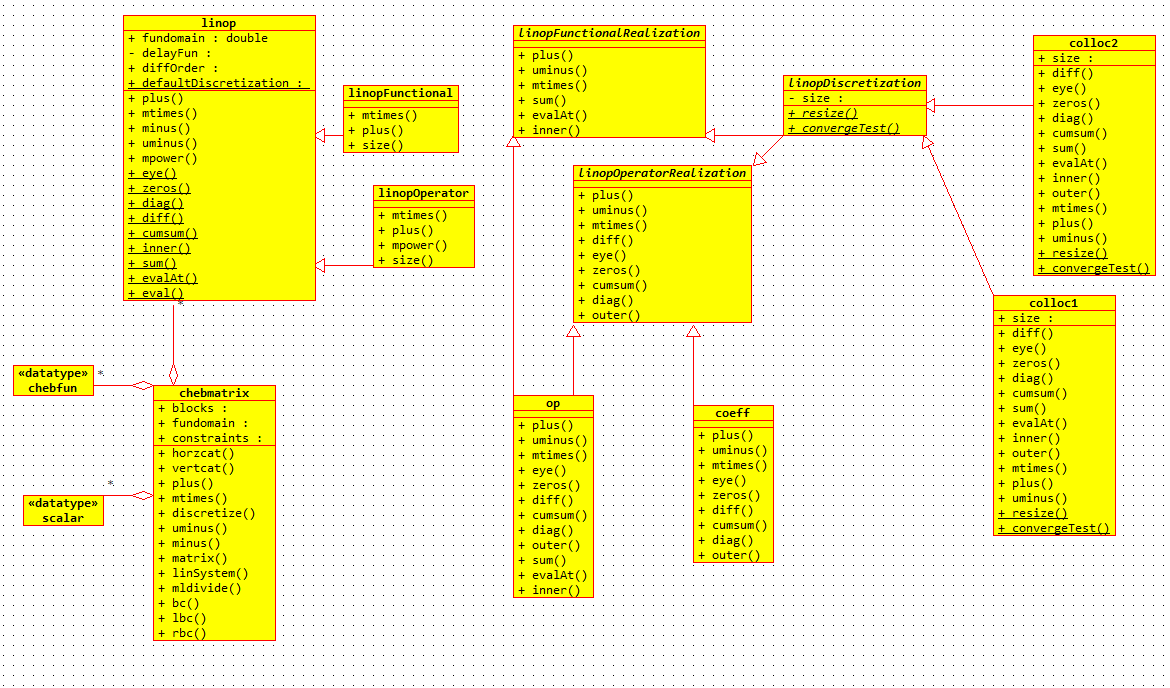 linop
+ fundomain : double
- delayFun :
+ diffOrder :
+ defaultDiscretization :
+ plus()
+ mtimes()
+ minus()
+ uminus()
+ mpower()
+ eye()
+ zeros()
+ diag()
+ diff()
+ cumsum()
+ inner()
+ sum()
+ evalAt()
+ eval()
*
linopFunctional
+ mtimes()
+ plus()
+ size()
linopOperator
+ mtimes()
+ plus()
+ mpower()
+ size()
«datatype»
chebfun
*
«datatype»
scalar
*
chebmatrix
+ blocks :
+ fundomain :
+ constraints :
+ horzcat()
+ vertcat()
+ plus()
+ mtimes()
+ discretize()
+ uminus()
+ minus()
+ matrix()
+ linSystem()
+ mldivide()
+ bc()
+ lbc()
+ rbc()
linopFunctionalRealization
+ plus()
+ uminus()
+ mtimes()
+ sum()
+ evalAt()
+ inner()
linopOperatorRealization
+ plus()
+ uminus()
+ mtimes()
+ diff()
+ eye()
+ zeros()
+ cumsum()
+ diag()
+ outer()
op
+ plus()
+ uminus()
+ mtimes()
+ eye()
+ zeros()
+ diff()
+ cumsum()
+ diag()
+ outer()
+ sum()
+ evalAt()
+ inner()
coeff
+ plus()
+ uminus()
+ mtimes()
+ eye()
+ zeros()
+ diff()
+ cumsum()
+ diag()
+ outer()
linopDiscretization
- size :
+ resize()
+ convergeTest()
colloc2
+ size :
+ diff()
+ eye()
+ zeros()
+ diag()
+ cumsum()
+ sum()
+ evalAt()
+ inner()
+ outer()
+ mtimes()
+ plus()
+ uminus()
+ resize()
+ convergeTest()
colloc1
+ size :
+ diff()
+ eye()
+ zeros()
+ diag()
+ cumsum()
+ sum()
+ evalAt()
+ inner()
+ outer()
+ mtimes()
+ plus()
+ uminus()
+ resize()
+ convergeTest()